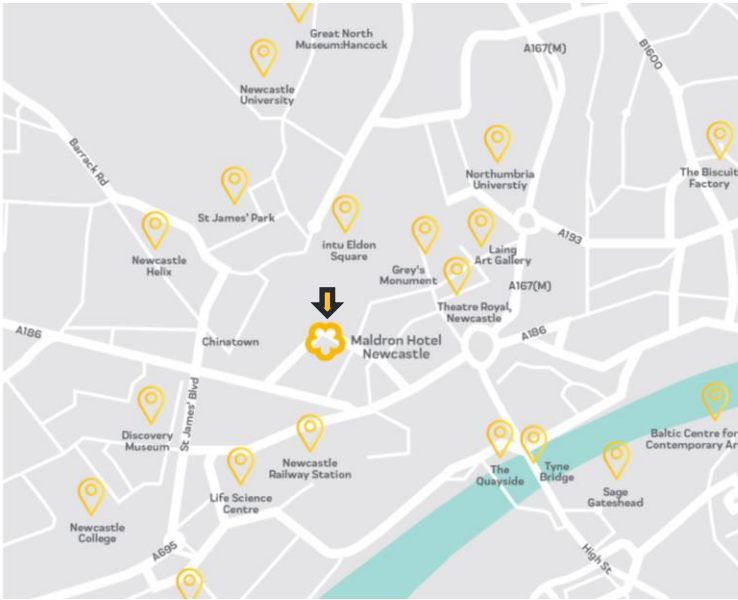 Great North
Museum:Hancock
A167(M)
B1600
Newcastle
University
Barrack Rd
Northumbria
Universtiy
The Biscuit
Factory
St James' Park
intu Eldon
Square
A193
Newcastle
Helix
Laing
Art Gallery
Grey's
Monument
A167(M)
Theatre Royal,
Newcastle
A186
Chinatown
Maldron Hotel
Newcastle
A186
St James' Blvd
Discovery
Museum
Baltic Centre for
Contemporary Ar
Newcastle
Railway Station
The
Quayside
Tyne
Bridge
Life Science
Centre
Sage
Gateshead
Newcastle
College
A695
High St